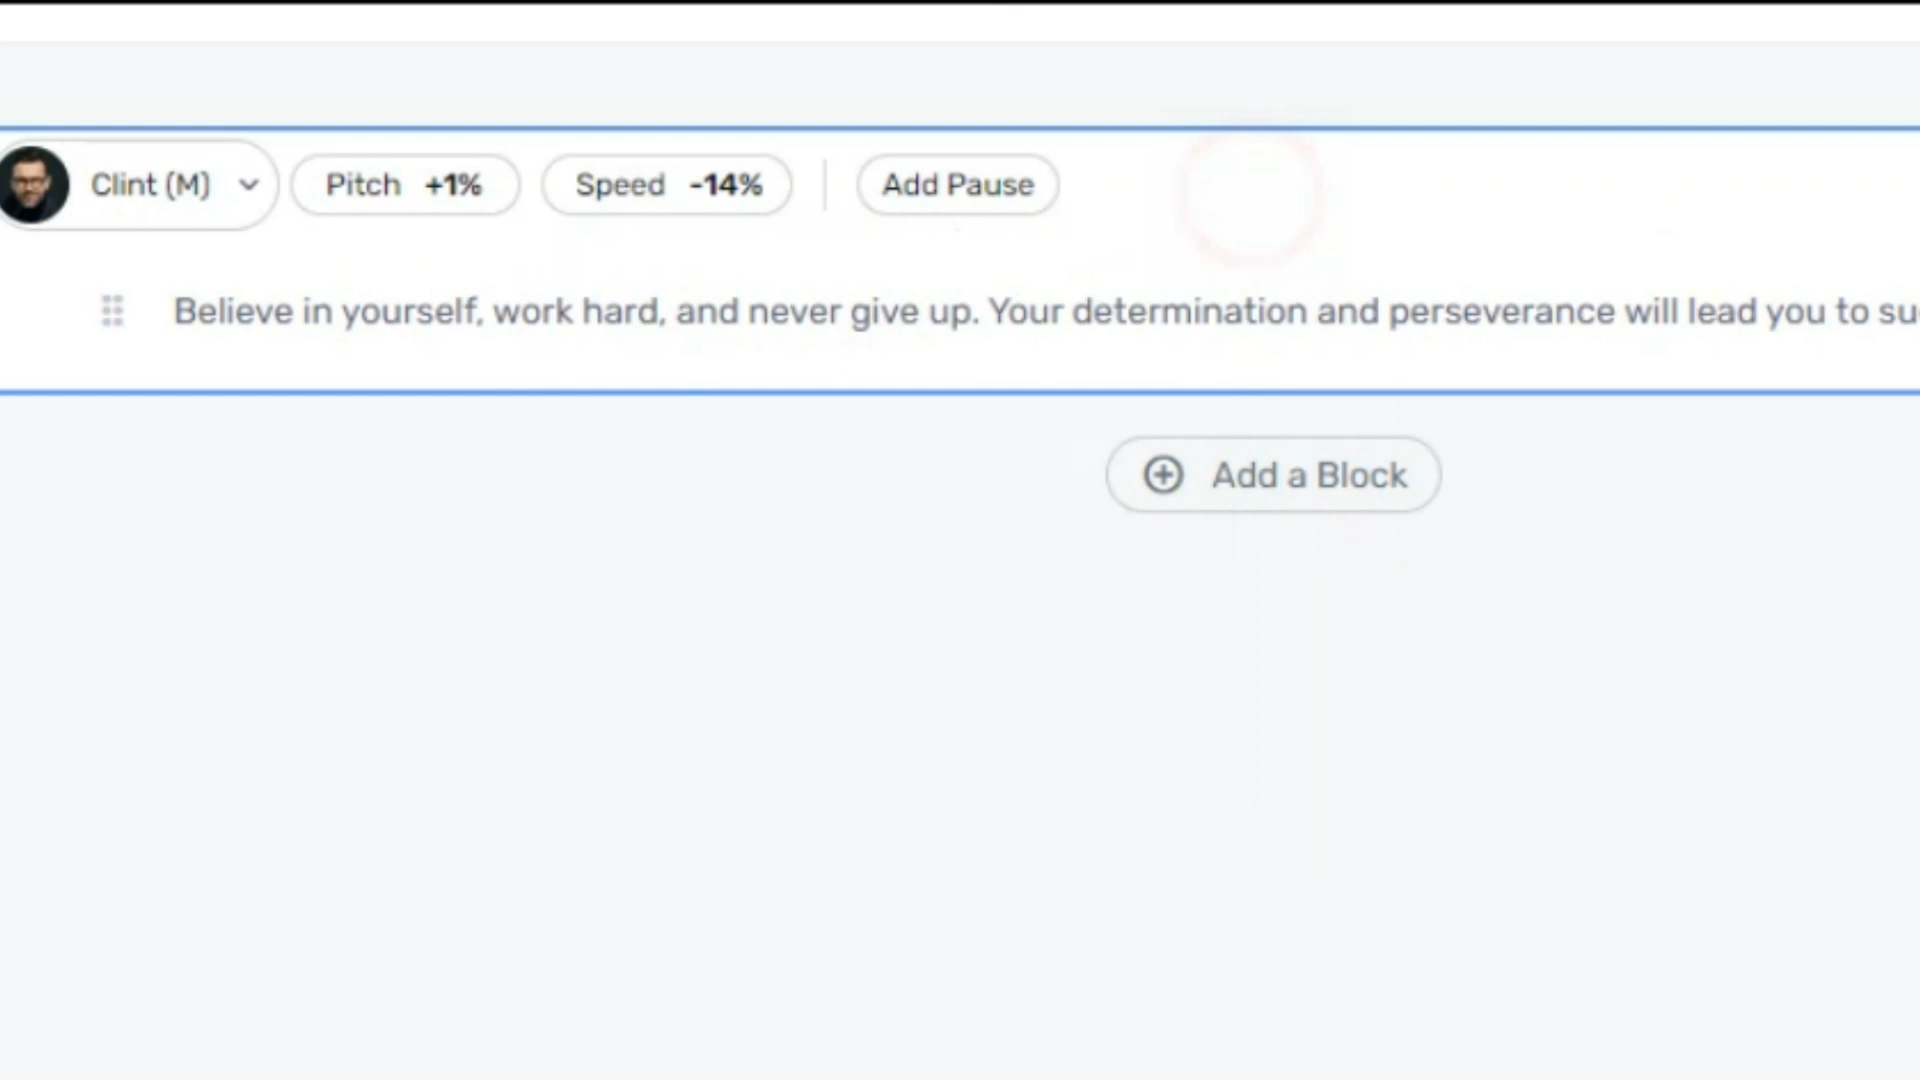 Clint (M) Pitch +1% Speed -14% Add Pause
Believe in yourself, work hard, and never give up. Your determination and perseverance will lead you to
Add a Block